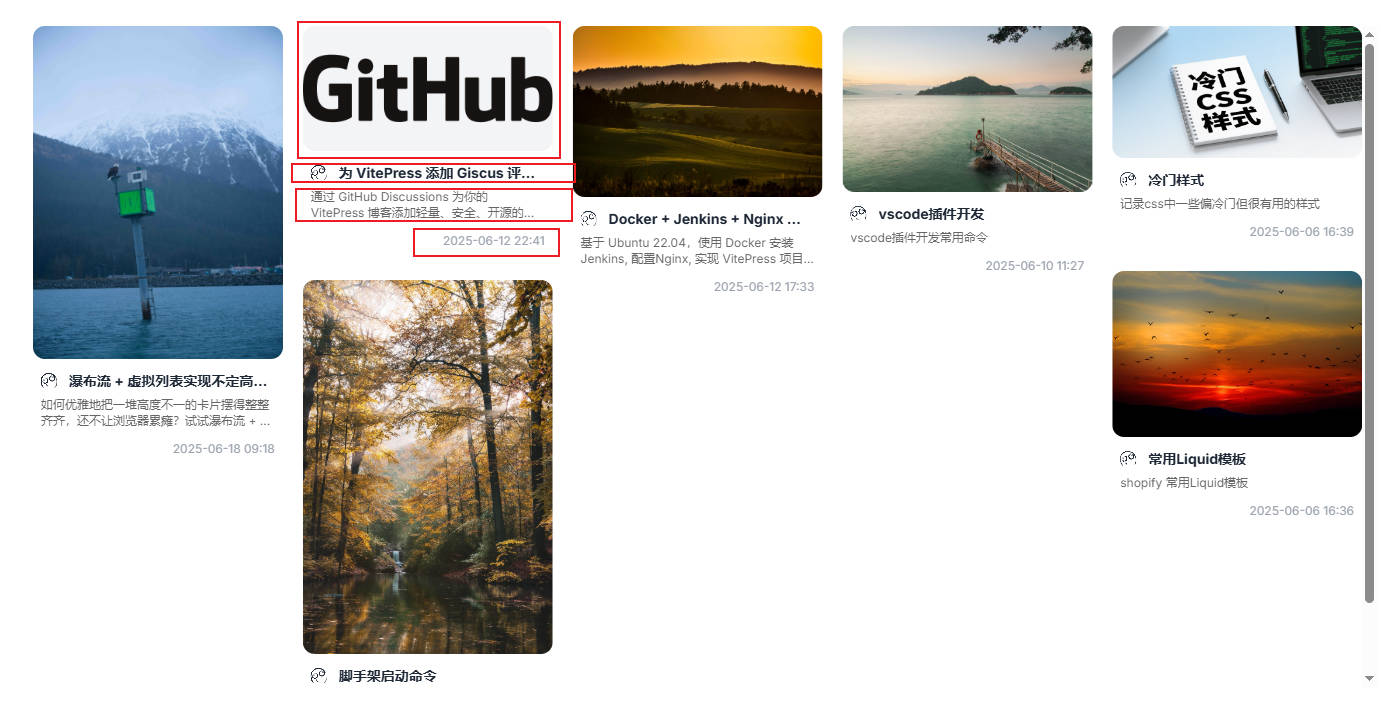 瀑布流 + 虚拟列表实现不定高...
如何优雅地把一堆高度不一的卡片摆得整整
齐齐，还不让浏览器累瘫？试试瀑布流 + ...
2025-06-18 09:18
GitHub
为 VitePress 添加 Giscus 评...
通过 GitHub Discussions 为你的
VitePress 博客添加轻量、安全、开源的...
2025-06-12 22:41
脚手架启动命令
Docker + Jenkins + Nginx ...
基于 Ubuntu 22.04，使用 Docker 安装
Jenkins, 配置Nginx, 实现 VitePress 项目...
2025-06-12 17:33
vscode插件开发
vscode插件开发常用命令
2025-06-10 11:27
冷门
CSS
样式
冷门样式
记录css中一些偏冷门但很有用的样式
2025-06-06 16:39
常用Liquid模板
shopify 常用Liquid模板
2025-06-06 16:36